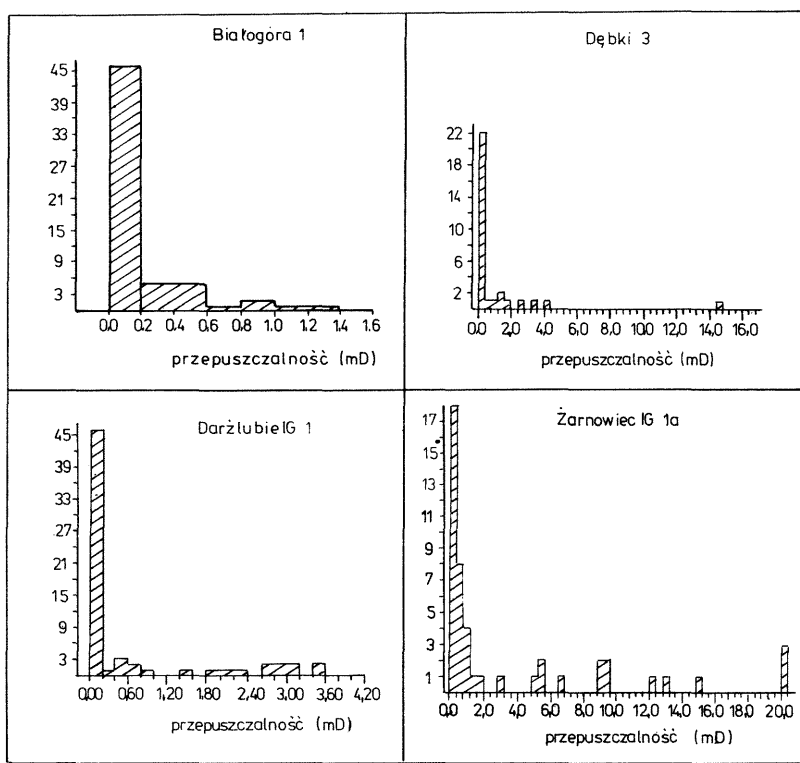 Białogóra 1
45
39
33
27
21
15
9
3
0.0 0.2 0.4 0.6 0.8 1.0 1.2 1.4 1.6
przepuszczalność (mD)
Dębki 3
22
18
14
10
6
2
0.0 2.0 4.0 6.0 8.0 10.0 12.0 14.0 16.0
przepuszczalność (mD)
Darżlubie IG 1
45
39
33
27
21
15
9
3
0,00 0,60 1.20 1.80 2.40 3.00 3.60 4,20
przepuszczalność (mD)
Żarnowiec IG 1a
17
15
13
11
9
7
5
3
1
0,0 2,0 4.0 6.0 8.0 10.0 12.0 14.0 16.0 18.0 20.0
przepuszczalność (mD)